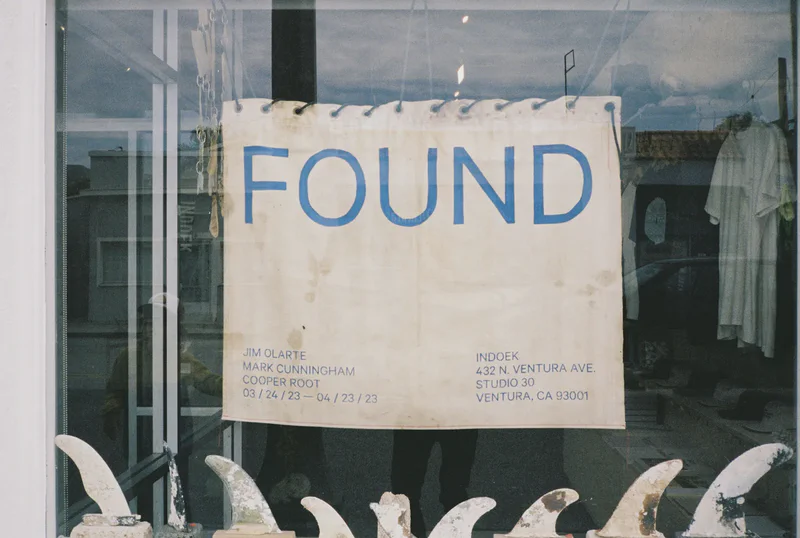 FOUND
JIM OLARTE
MARK CUNNINGHAM
COOPER ROOT
03 / 24 / 23 — 04 / 23 / 23
INDOEK
432 N. VENTURA AVE.
STUDIO 30
VENTURA, CA 93001
INDOEK